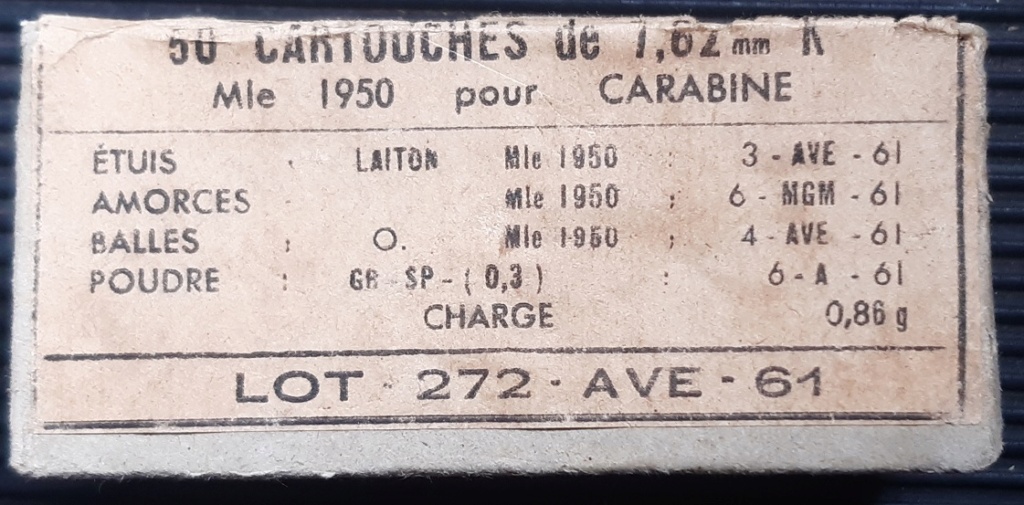 50 CARTOUCHES de 7,62 mm K
Mle 1950 pour CARABINE
ÉTUIS : LAITON Mle 1950 : 3 - AVE - 61
AMORCES Mle 1950 : 6 - MGM - 61
BALLES : O. Mle 1950 : 4 - AVE - 61
POUDRE : GB - SP - ( 0,3 ) : 6 - A - 61
CHARGE 0,86 g
LOT - 272 - AVE - 61